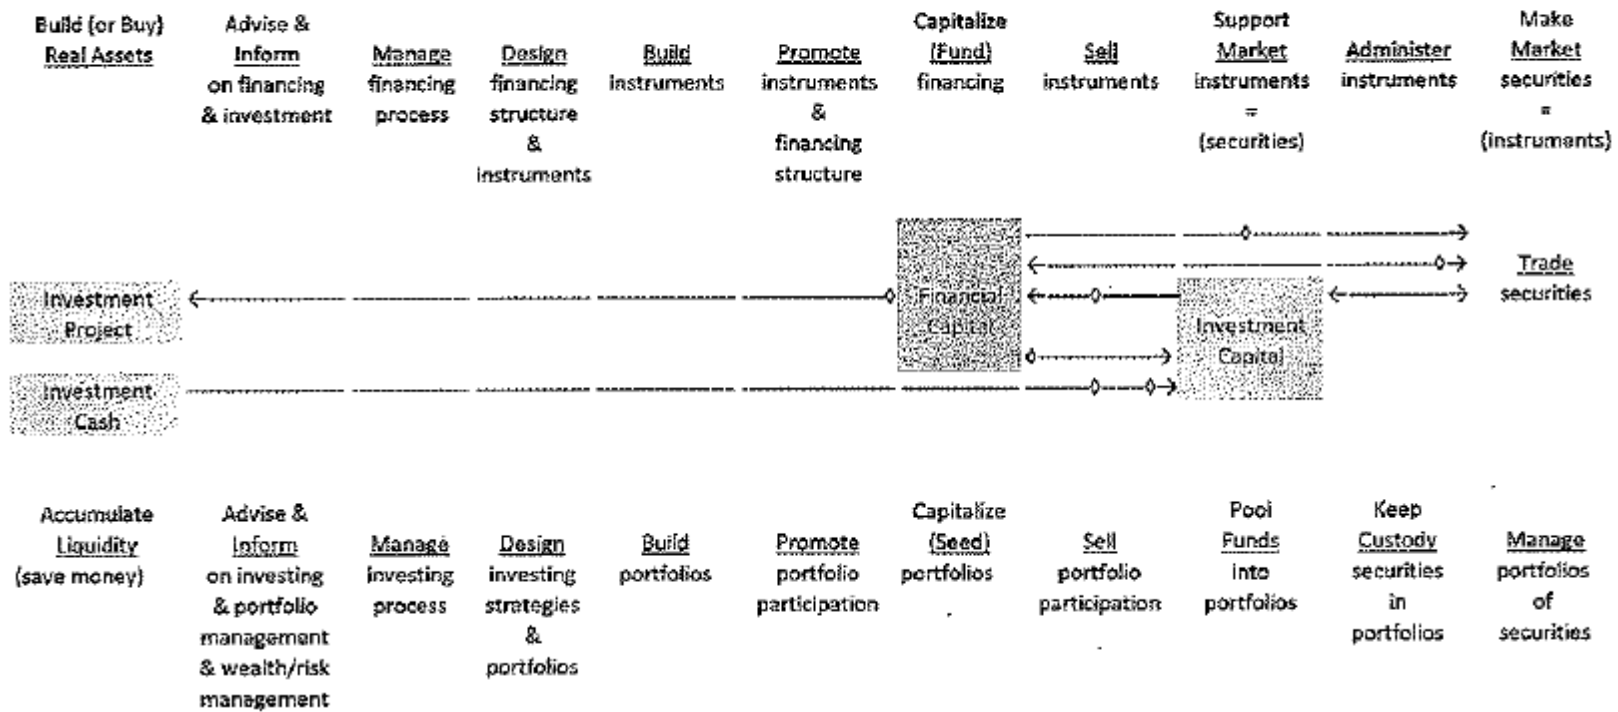 Build (or Buy)
Real Assets
Advise &
Inform
on financing
& investment
Manage
financing
process
Design
financing
structure
&
instruments
Build
instruments
Promote
instruments
&
financing
structure
Capitalize
(Fund)
financing
Sell
instruments
Support
Market
instruments
=
(securities)
Administer
instruments
Make
Market
securities
=
(instruments)
Investment
Project
Financial
Capital
Investment
Capital
Trade
securities
Investment
Cash
Accumulate
Liquidity
(save money)
Advise &
Inform
on investing
& portfolio
management
& wealth/risk
management
Manage
investing
process
Design
investing
strategies
&
portfolios
Build
portfolios
Promote
portfolio
participation
Capitalize
(Seed)
portfolios
Sell
portfolio
participation
Pool
Funds
into
portfolios
Keep
Custody
securities
in
portfolios
Manage
portfolios
of
securities